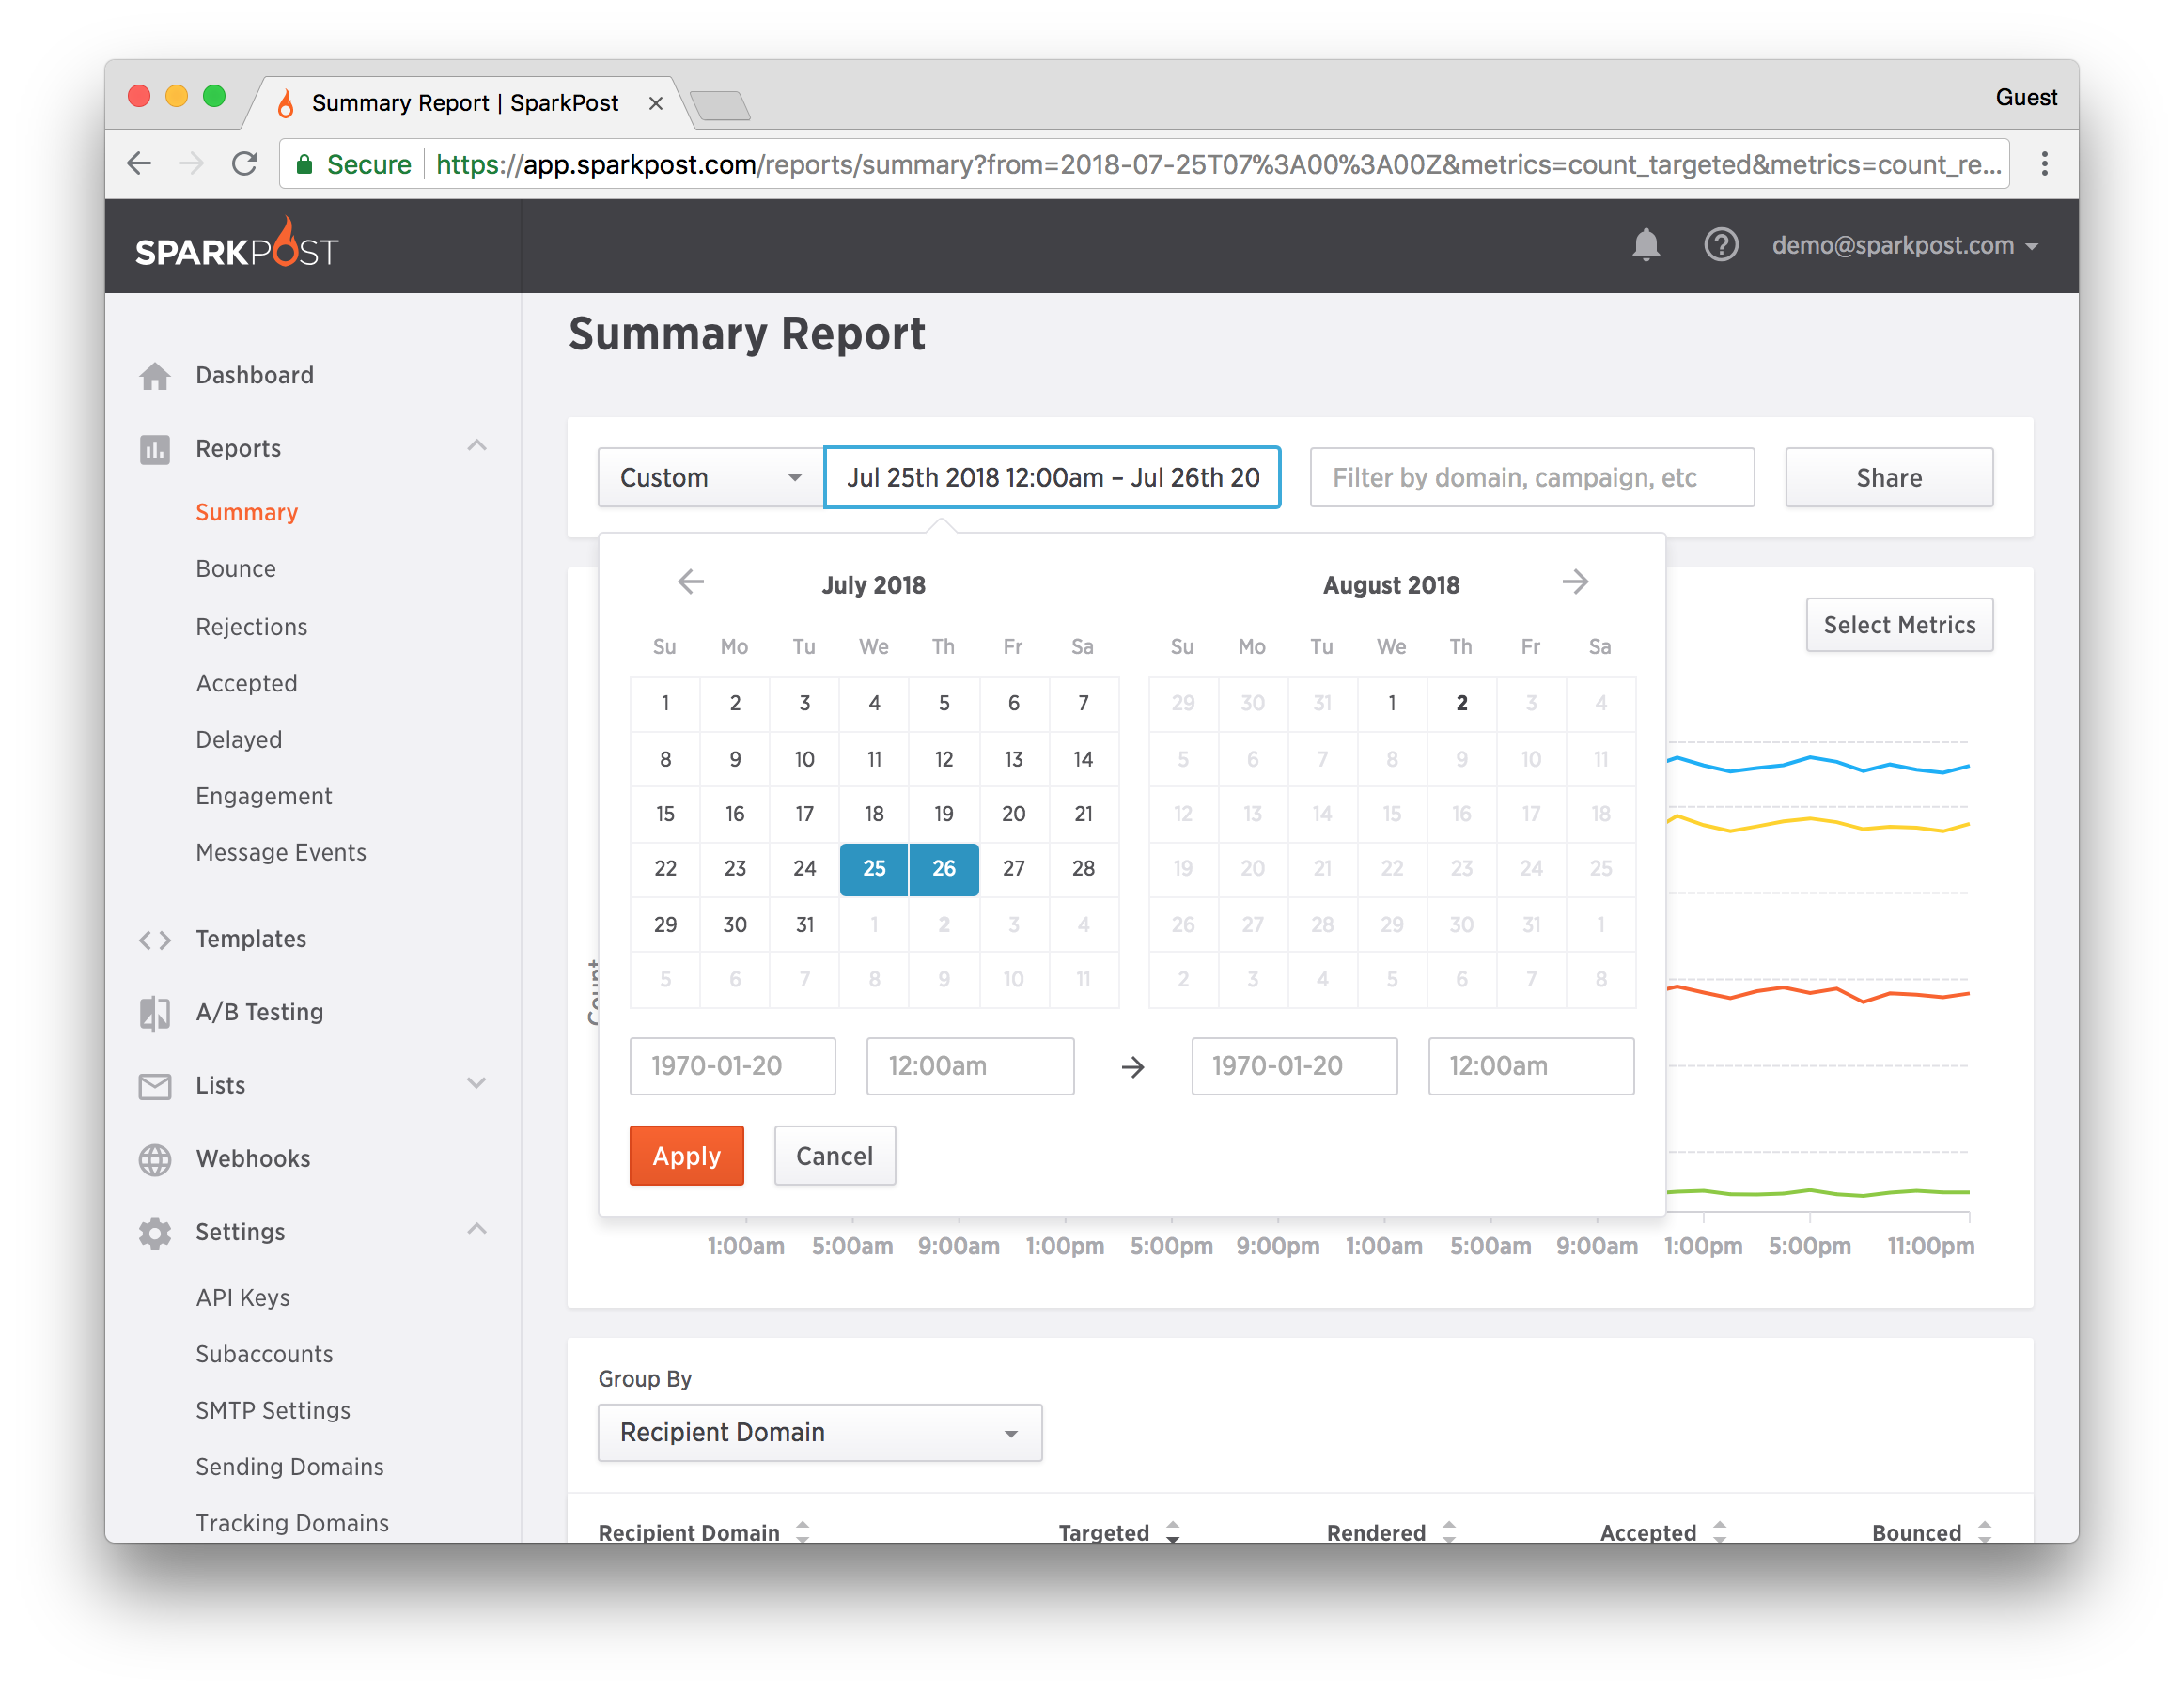 Summary Report | SparkPost
Guest
Secure https://app.sparkpost.com/reports/summary?from=2018-07-25T07%3A00%3A00Z&metrics=count_targeted&metrics=count_re...
SPARKPOST
demo@sparkpost.com
Dashboard
Reports
Summary
Bounce
Rejections
Accepted
Delayed
Engagement
Message Events
Templates
A/B Testing
Lists
Webhooks
Settings
API Keys
Subaccounts
SMTP Settings
Sending Domains
Tracking Domains
Summary Report
Custom
Jul 25th 2018 12:00am – Jul 26th 20
Filter by domain, campaign, etc
Share
Select Metrics
July 2018
Su Mo Tu We Th Fr Sa
1 2 3 4 5 6 7
8 9 10 11 12 13 14
15 16 17 18 19 20 21
22 23 24 25 26 27 28
29 30 31 1 2 3 4
5 6 7 8 9 10 11
August 2018
Su Mo Tu We Th Fr Sa
29 30 31 1 2 3 4
5 6 7 8 9 10 11
12 13 14 15 16 17 18
19 20 21 22 23 24 25
26 27 28 29 30 31 1
2 3 4 5 6 7 8
1970-01-20 12:00am 1970-01-20 12:00am
Apply Cancel
Count
1:00am 5:00am 9:00am 1:00pm 5:00pm 9:00pm 1:00am 5:00am 9:00am 1:00pm 5:00pm 11:00pm
Group By
Recipient Domain
Recipient Domain Targeted Rendered Accepted Bounced